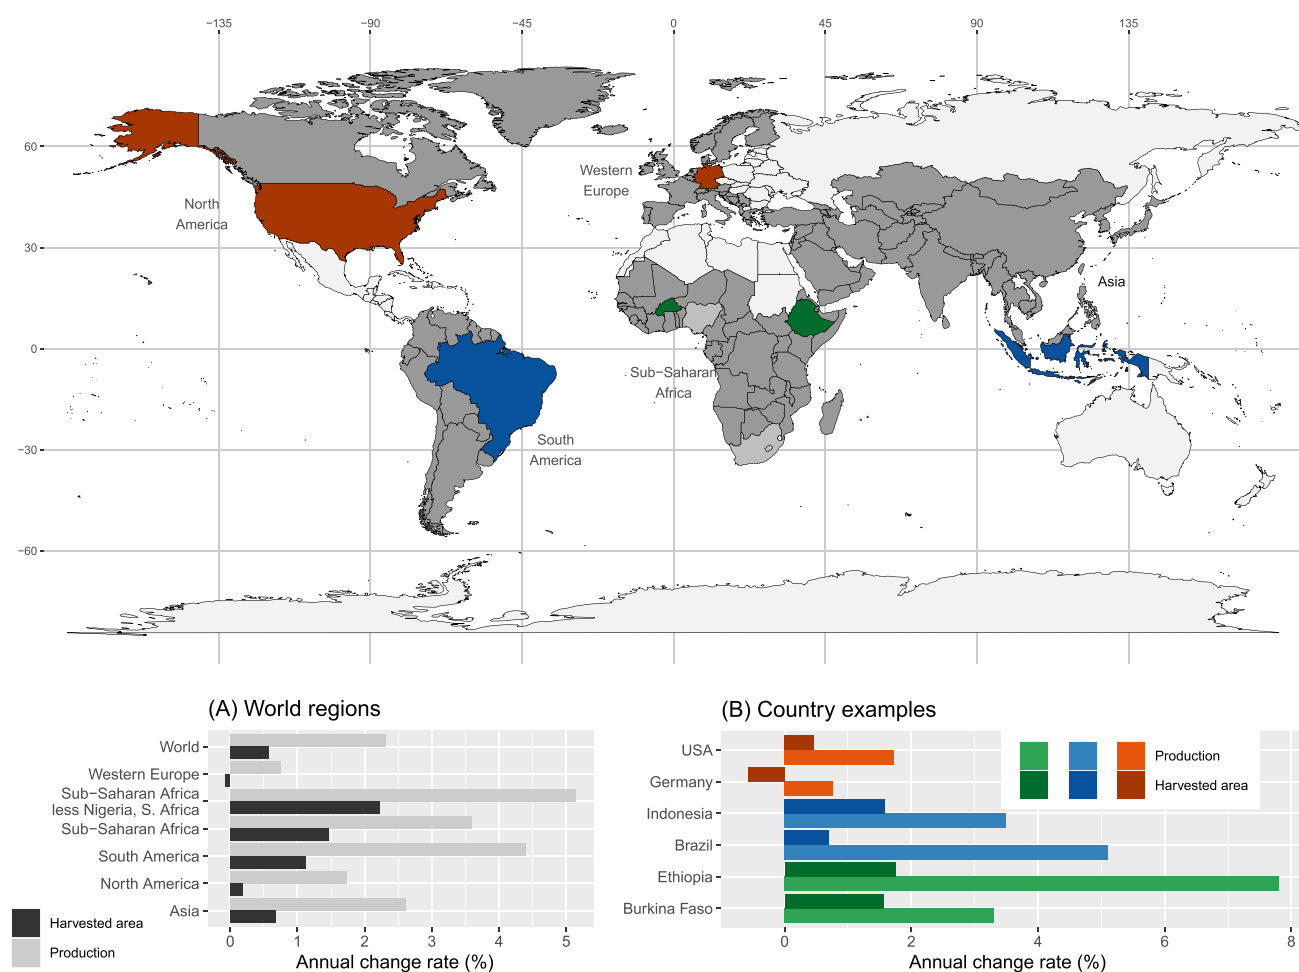 −135
−90
−45
0
45
90
135
60
30
0
−30
−60
North
America
Western
Europe
Asia
Sub−Saharan
Africa
South
America
(A) World regions
World
Western Europe
Sub−Saharan Africa
less Nigeria, S. Africa
Sub−Saharan Africa
South America
North America
Asia
0
1
2
3
4
5
Annual change rate (%)
Harvested area
Production
(B) Country examples
USA
Germany
Indonesia
Brazil
Ethiopia
Burkina Faso
Production
Harvested area
0
2
4
6
8
Annual change rate (%)